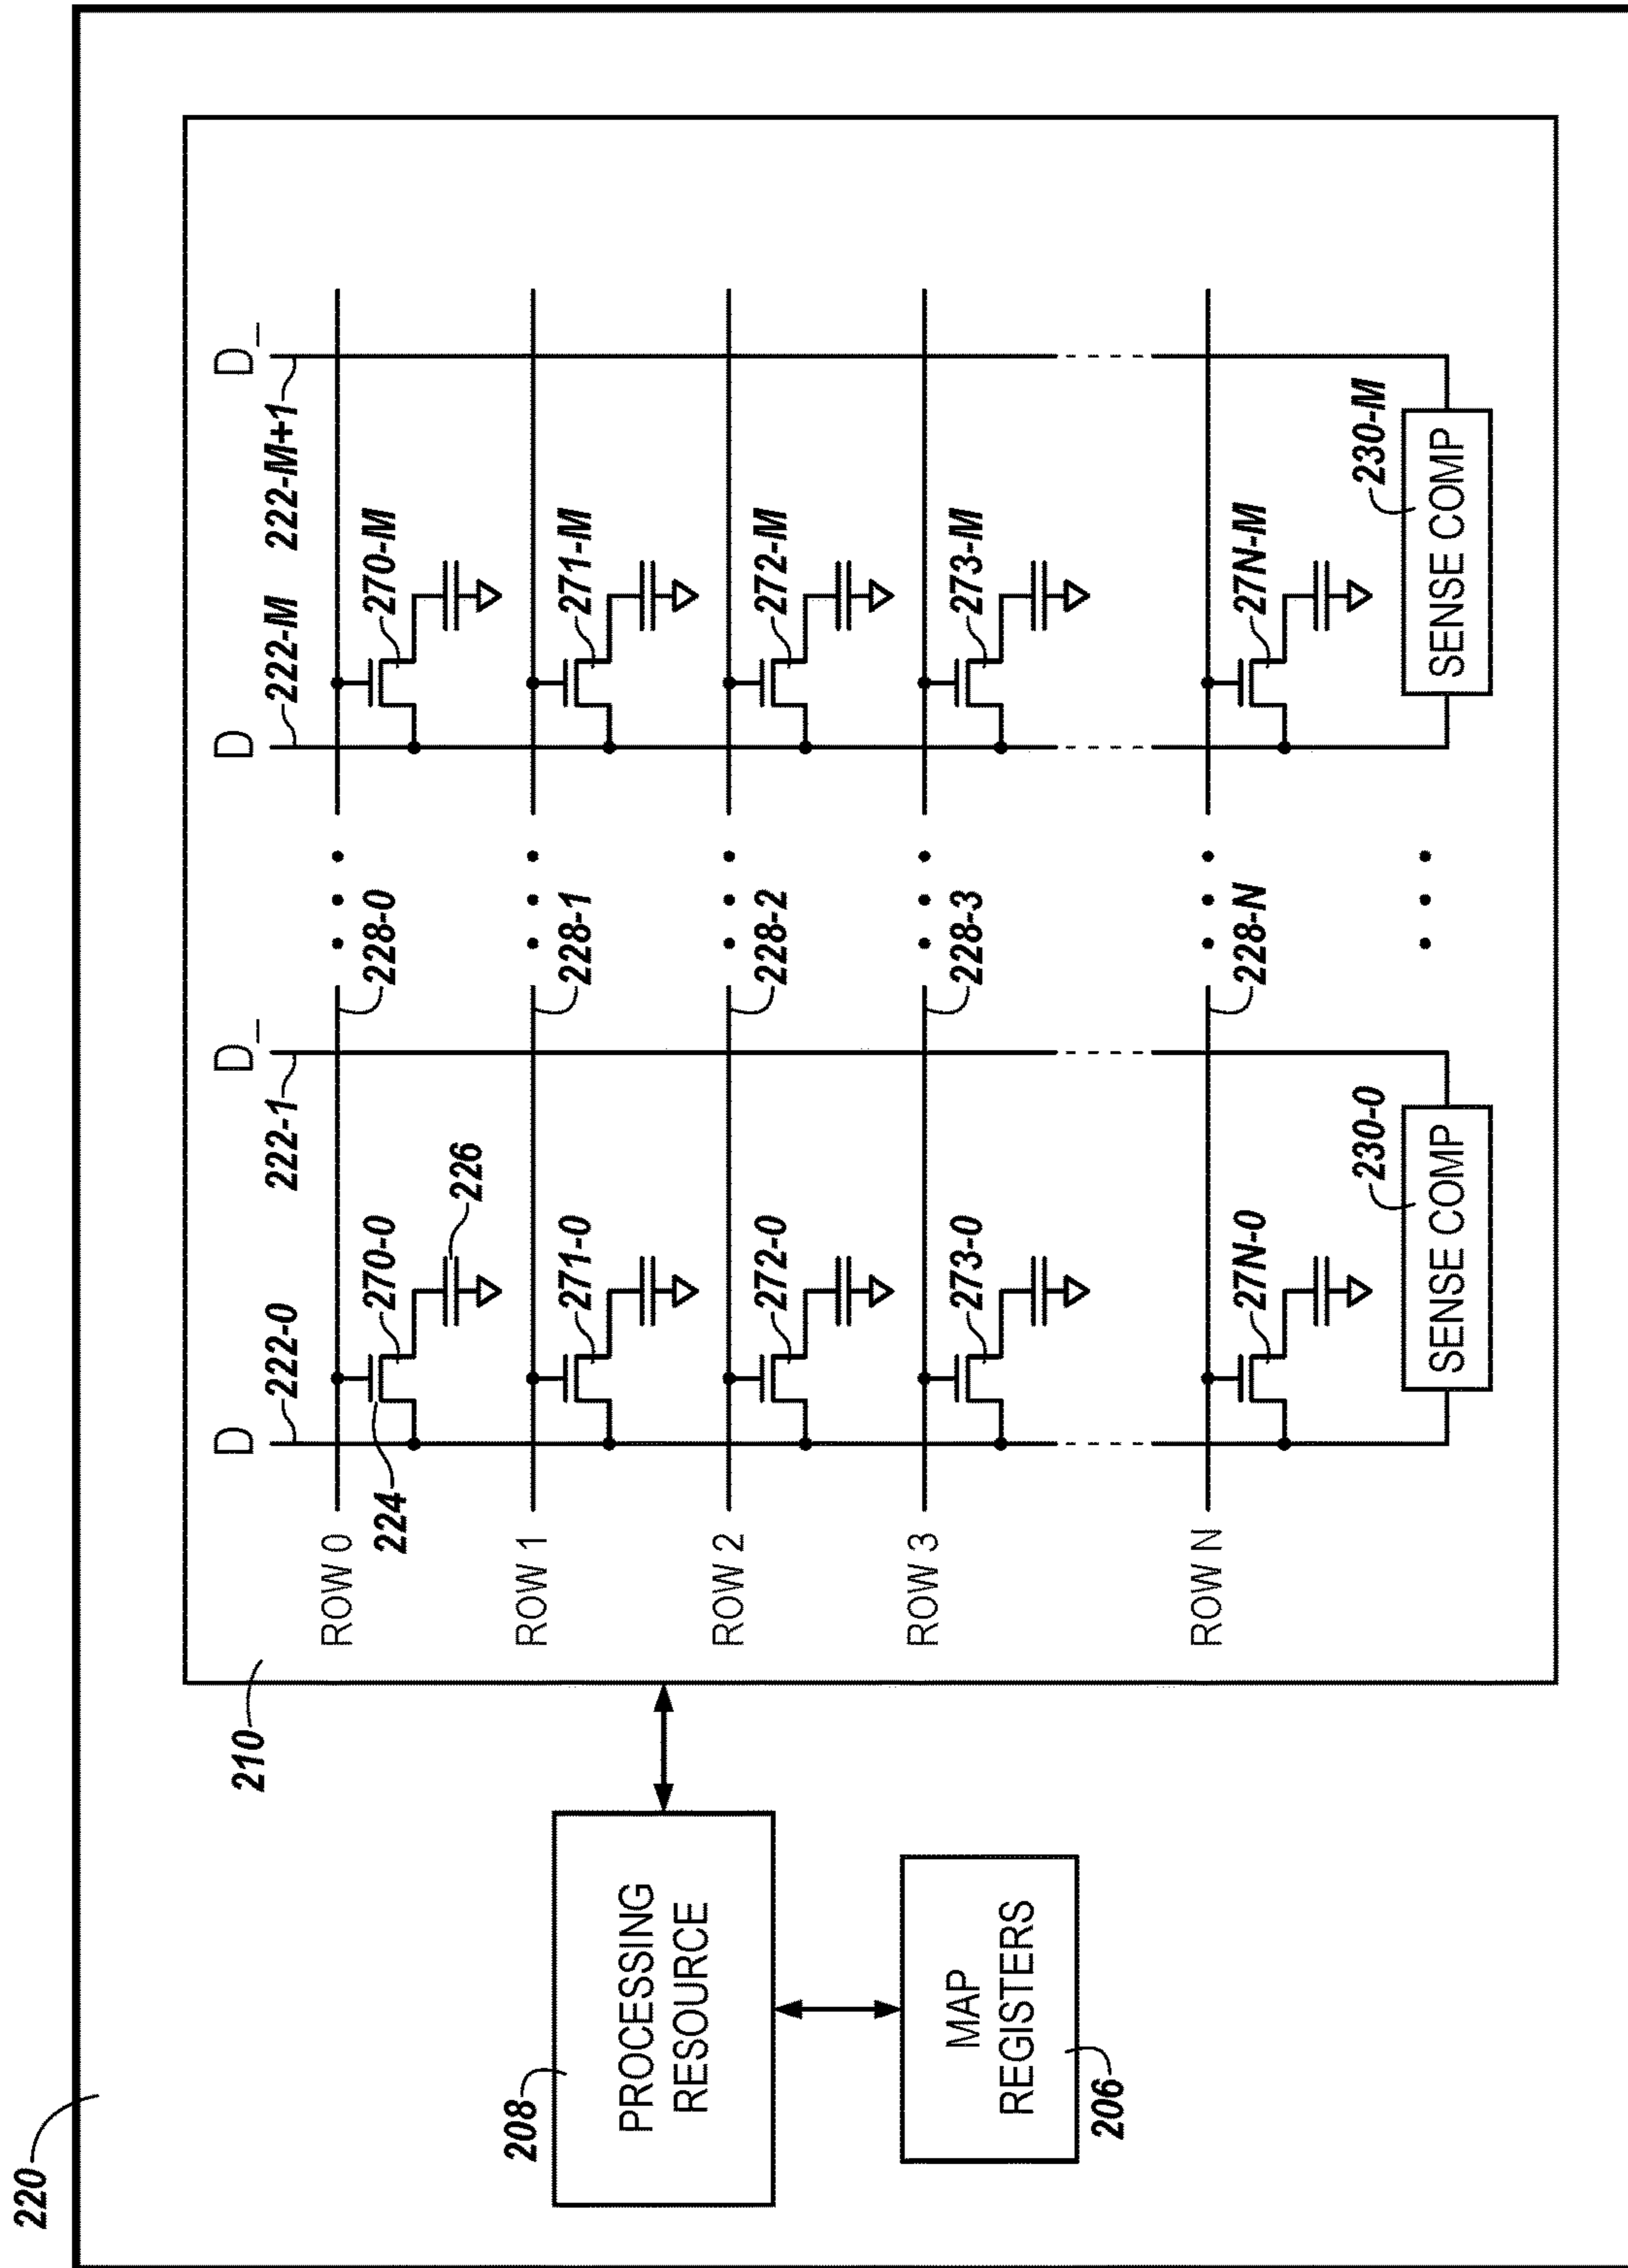 220
210
D
222-0
222-1
D_
D
222-M
222-M+1
D_
ROW 0
224
270-0
226
228-0
270-M
ROW 1
271-0
228-1
271-M
208
PROCESSING
RESOURCE
ROW 2
272-0
228-2
272-M
ROW 3
273-0
228-3
273-M
MAP
REGISTERS
206
ROW N
27N-0
228-N
27N-M
230-0
SENSE COMP
230-M
SENSE COMP